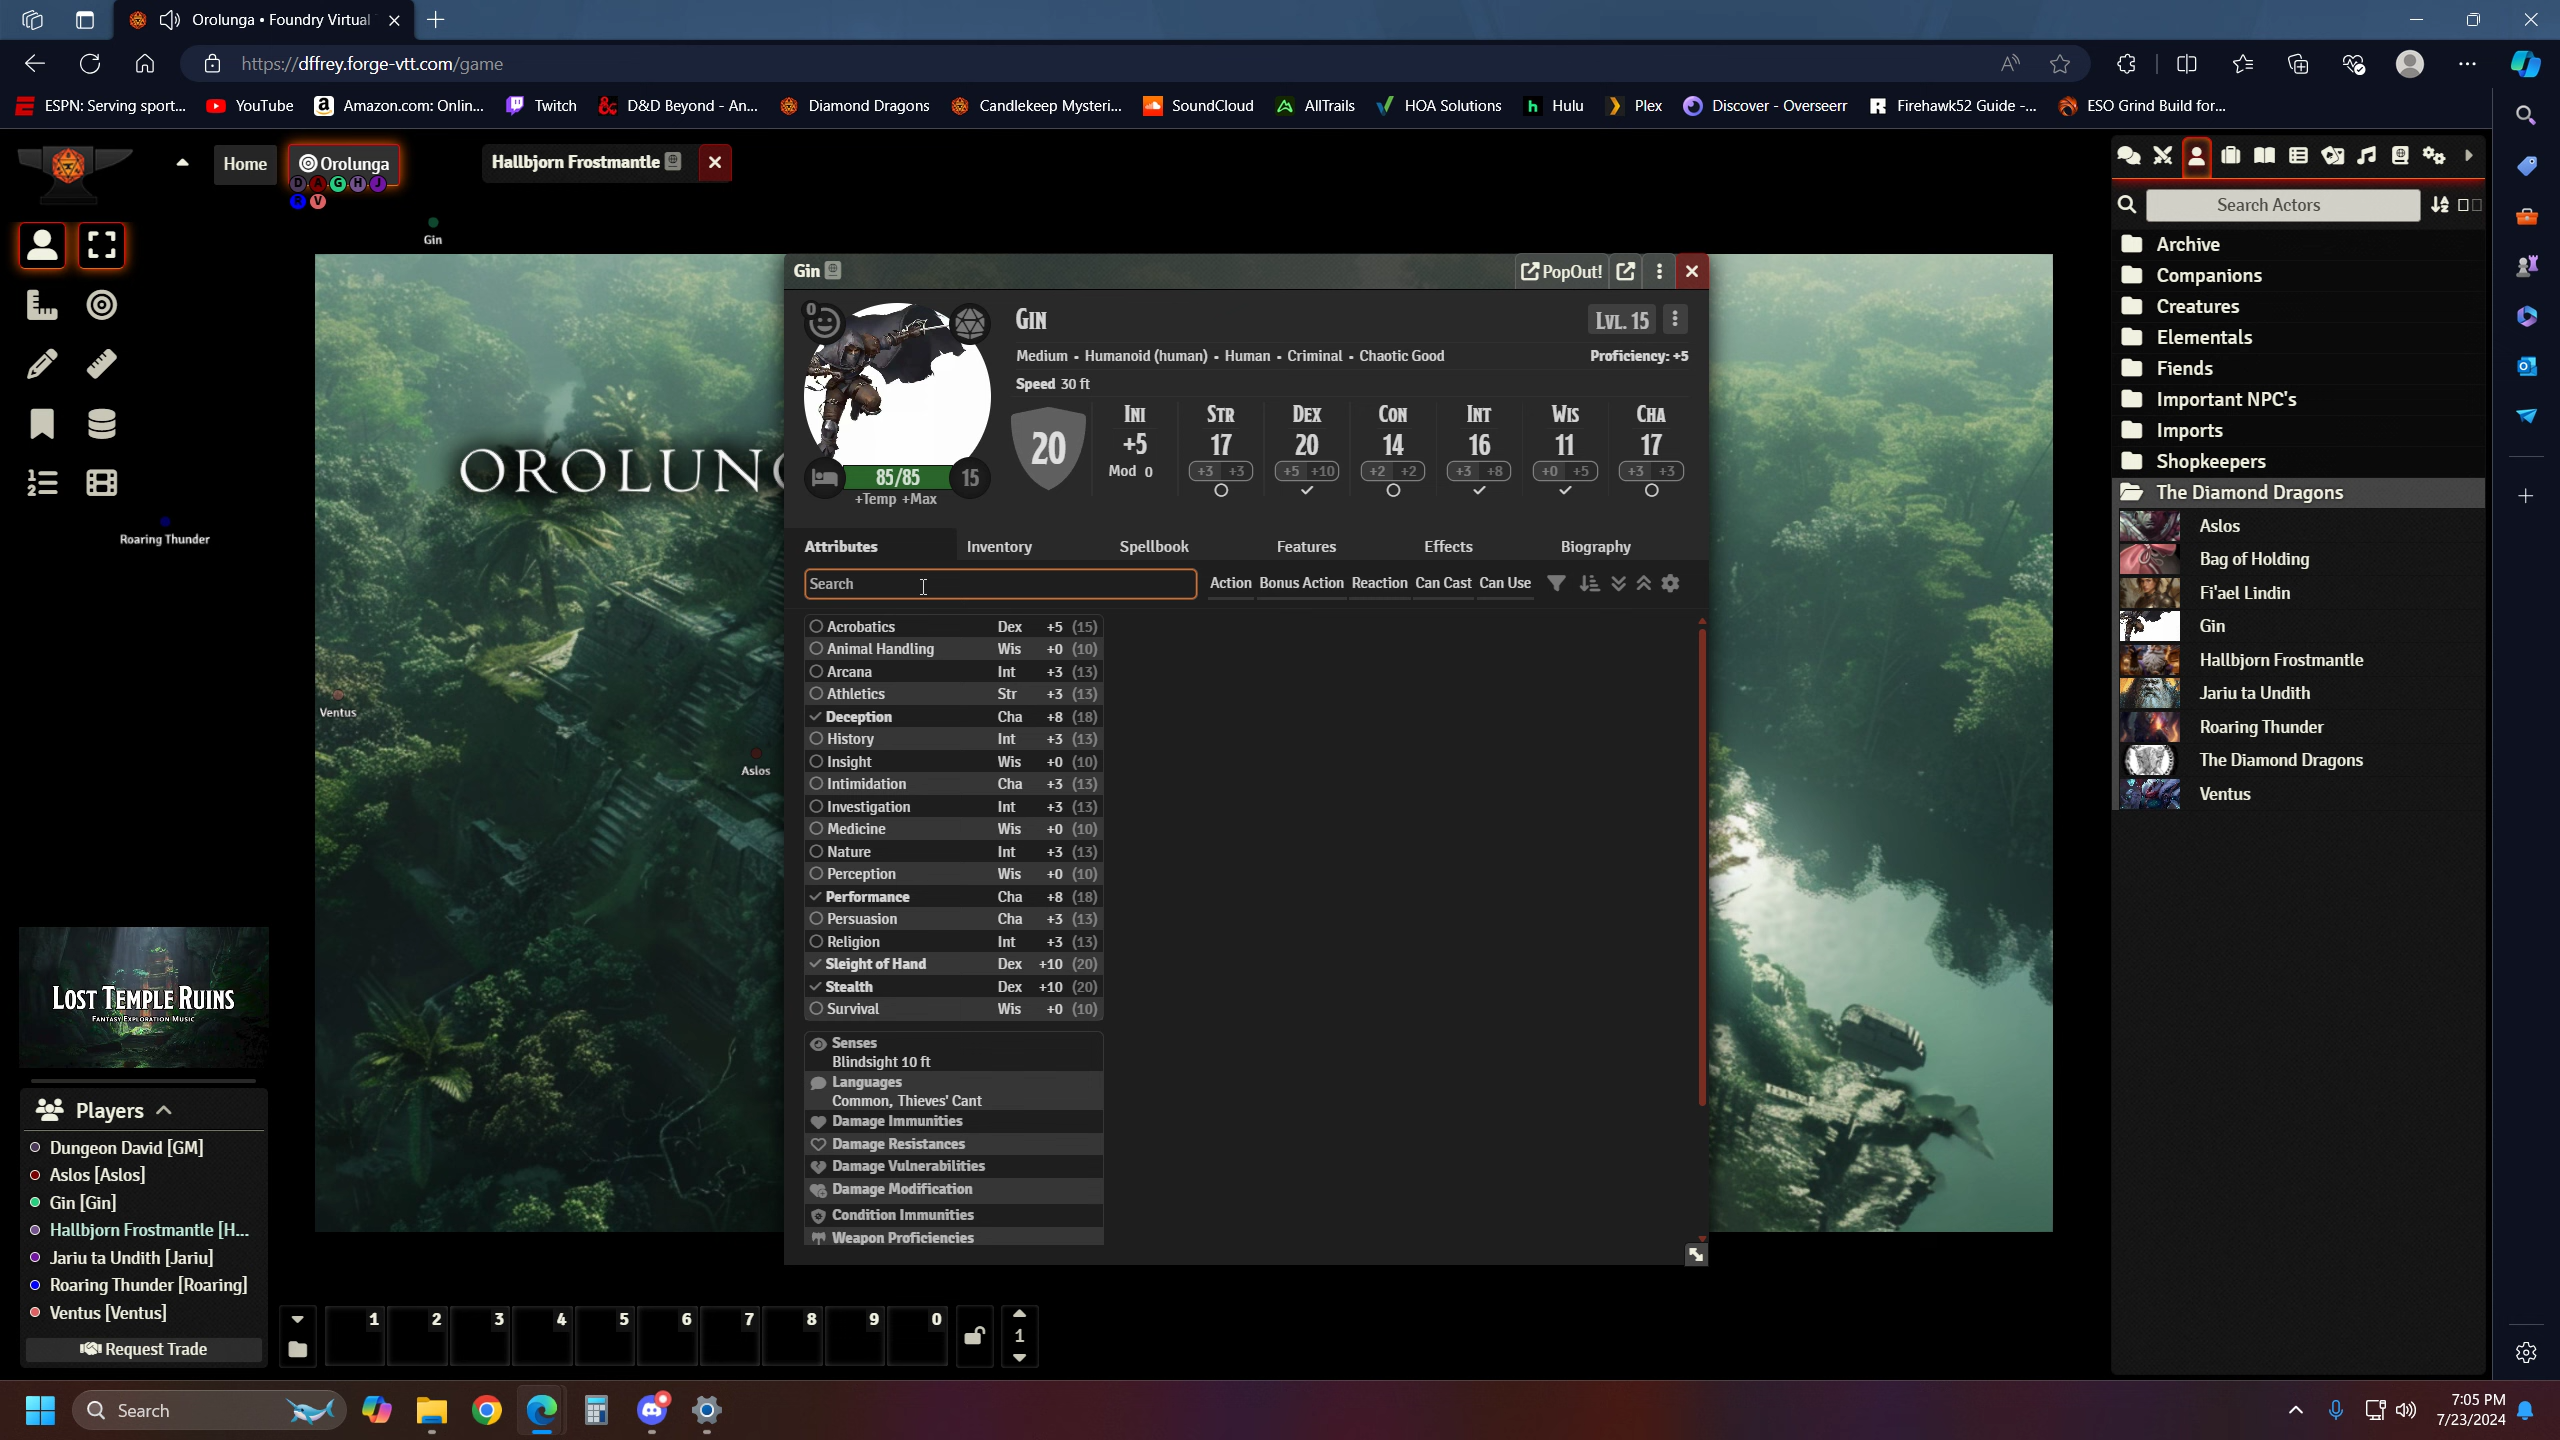 Orolunga • Foundry Virtual
https://dffrey.forge-vtt.com/game
ESPN: Serving sport...
YouTube
Amazon.com: Onlin...
Twitch
D&D Beyond - An...
Diamond Dragons
Candlekeep Mysteri...
SoundCloud
AllTrails
HOA Solutions
Hulu
Plex
Discover - Overseerr
Firehawk52 Guide -...
ESO Grind Build for...
Home
Orolunga
D A G H J
R V
Hallbjorn Frostmantle
Gin
Roaring Thunder
Ventus
Aslos
OROLUNG
Gin
PopOut!
GIN
LVL. 15
Medium • Humanoid (human) • Human • Criminal • Chaotic Good
Proficiency: +5
Speed 30 ft
0
85/85
15
+Temp +Max
20
INI STR DEX CON INT WIS CHA
+5 17 20 14 16 11 17
Mod 0 +3 +3 +5 +10 +2 +2 +3 +8 +0 +5 +3 +3
Attributes Inventory Spellbook Features Effects Biography
Search
Action Bonus Action Reaction Can Cast Can Use
Acrobatics Dex +5 (15)
Animal Handling Wis +0 (10)
Arcana Int +3 (13)
Athletics Str +3 (13)
Deception Cha +8 (18)
History Int +3 (13)
Insight Wis +0 (10)
Intimidation Cha +3 (13)
Investigation Int +3 (13)
Medicine Wis +0 (10)
Nature Int +3 (13)
Perception Wis +0 (10)
Performance Cha +8 (18)
Persuasion Cha +3 (13)
Religion Int +3 (13)
Sleight of Hand Dex +10 (20)
Stealth Dex +10 (20)
Survival Wis +0 (10)
Senses
Blindsight 10 ft
Languages
Common, Thieves' Cant
Damage Immunities
Damage Resistances
Damage Vulnerabilities
Damage Modification
Condition Immunities
Weapon Proficiencies
Search Actors
Archive
Companions
Creatures
Elementals
Fiends
Important NPC's
Imports
Shopkeepers
The Diamond Dragons
Aslos
Bag of Holding
Fi'ael Lindin
Gin
Hallbjorn Frostmantle
Jariu ta Undith
Roaring Thunder
The Diamond Dragons
Ventus
LOST TEMPLE RUINS
FANTASY EXPLORATION MUSIC
Players
Dungeon David [GM]
Aslos [Aslos]
Gin [Gin]
Hallbjorn Frostmantle [H...
Jariu ta Undith [Jariu]
Roaring Thunder [Roaring]
Ventus [Ventus]
Request Trade
1 2 3 4 5 6 7 8 9 0
1
Search
7:05 PM
7/23/2024